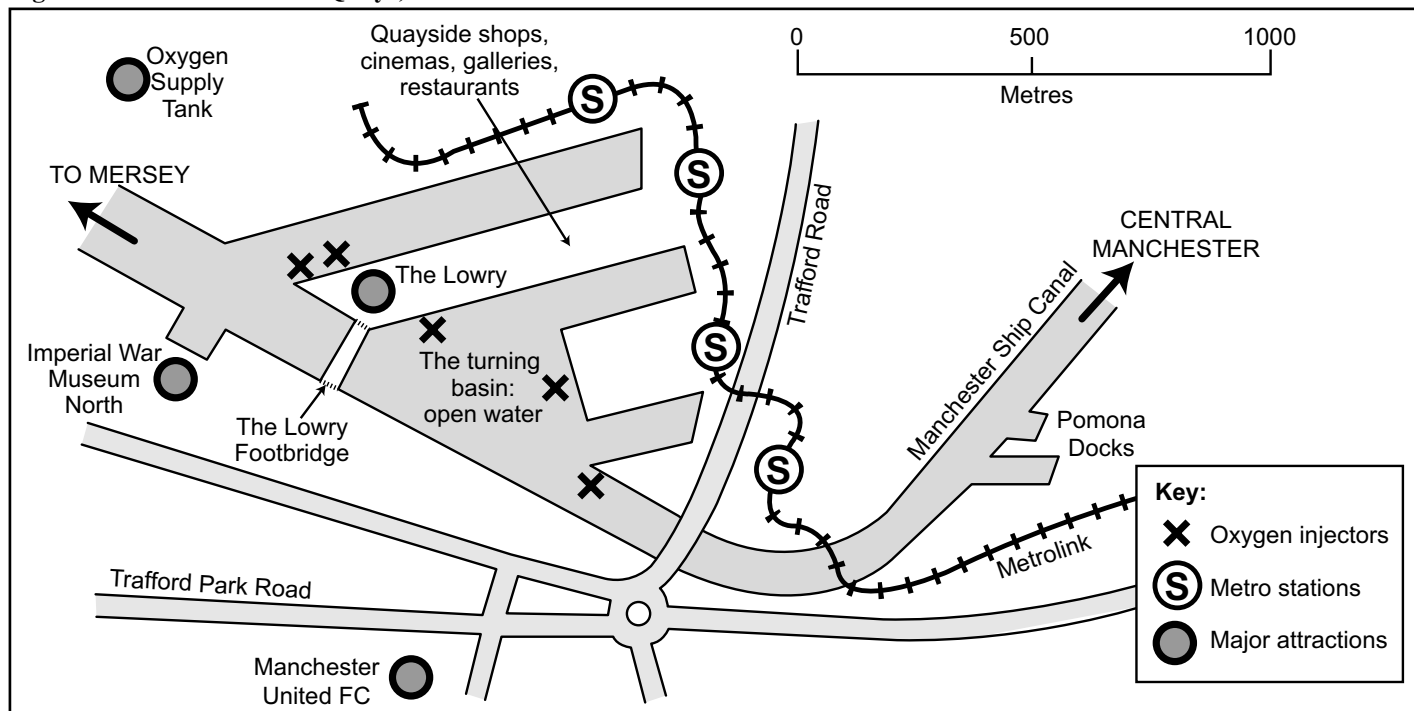 Oxygen
Supply
Tank
Quayside shops,
cinemas, galleries,
restaurants
0
500
1000
Metres
S
S
S
S
TO MERSEY
Trafford Road
CENTRAL
MANCHESTER
The Lowry
Manchester Ship Canal
Imperial War
Museum
North
The turning
basin:
open water
The Lowry
Footbridge
Pomona
Docks
Metrolink
Trafford Park Road
Manchester
United FC
Key:
Oxygen injectors
S
Metro stations
Major attractions